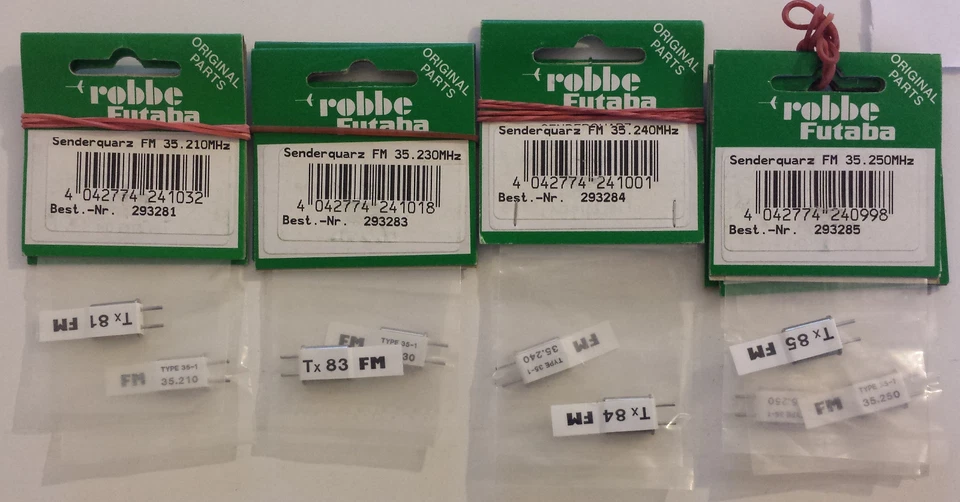 ORIGINAL
PARTS
robbe
Futaba
Senderquarz FM 35.210MHz
4 042774 241032
Best.-Nr. 293281
Tx 81 FM
FM TYPE 35-1
35.210
ORIGINAL
PARTS
robbe
Futaba
Senderquarz FM 35.230MHz
4 042774 241018
Best.-Nr. 293283
FM TYPE 35-1
30
Tx 83 FM
ORIGINAL
PARTS
robbe
Futaba
Senderquarz FM 35.240MHz
4 042774 241001
Best.-Nr. 293284
FM TYPE 35-1
35.240
Tx 84 FM
ORIGINAL
PARTS
robbe
Futaba
Senderquarz FM 35.250MHz
4 042774 240998
Best.-Nr. 293285
Tx 85 FM
FM TYPE 35-1
35.250